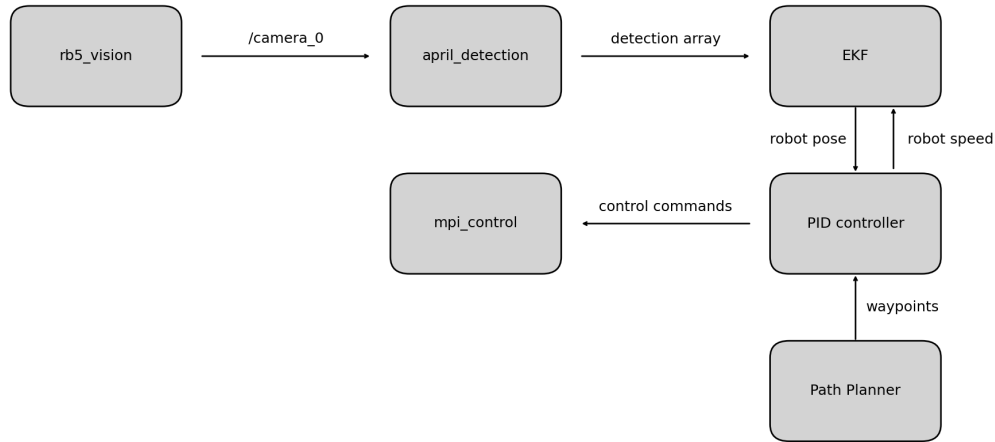 rb5_vision
/camera_0
april_detection
detection array
EKF
robot pose
robot speed
mpi_control
control commands
PID controller
waypoints
Path Planner